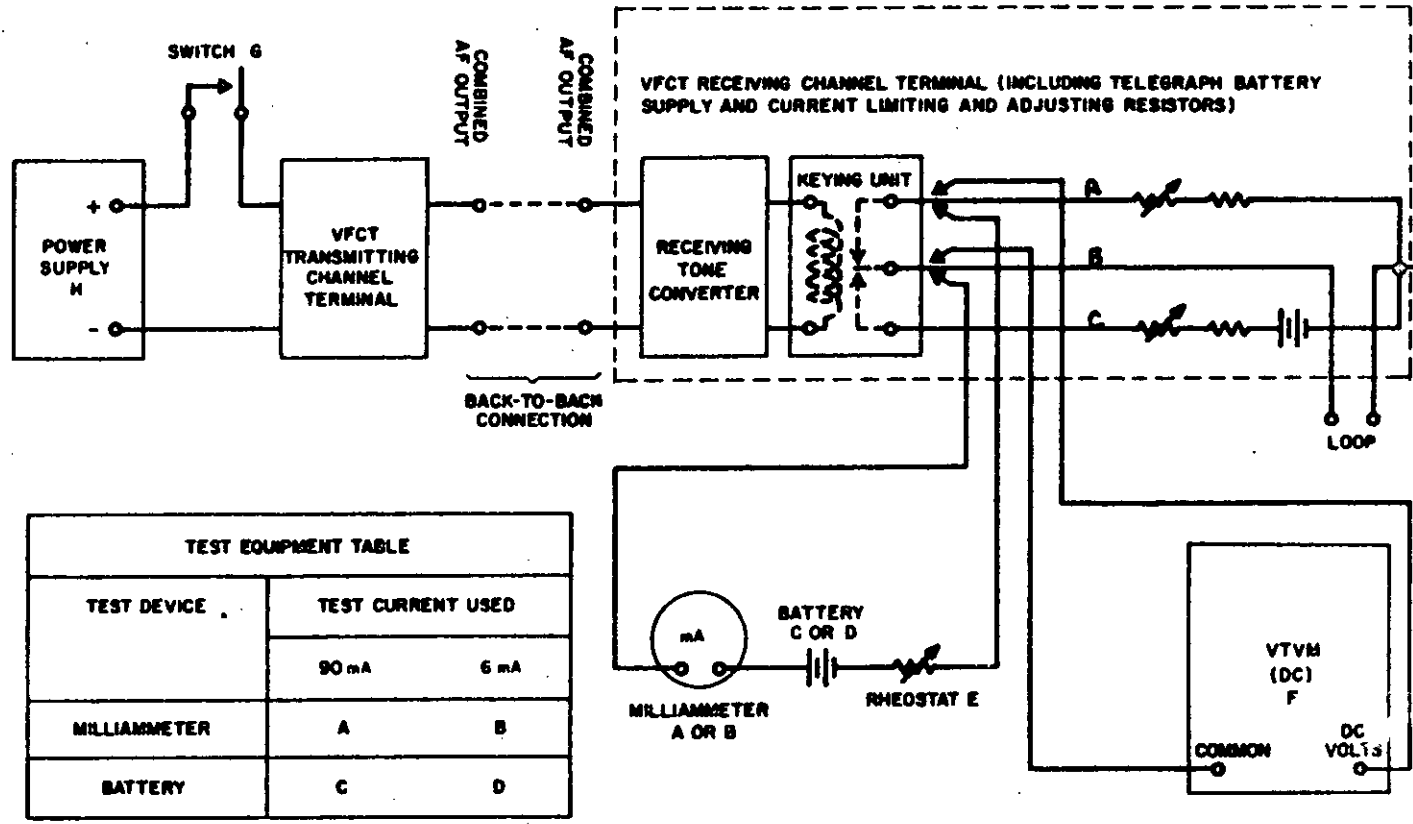 SWITCH G
COMBINED
AF OUTPUT
COMBINED
AF OUTPUT
VFCT RECEIVING CHANNEL TERMINAL (INCLUDING TELEGRAPH BATTERY
SUPPLY AND CURRENT LIMITING AND ADJUSTING RESISTORS)
POWER
SUPPLY
H
+
-
VFCT
TRANSMITTING
CHANNEL
TERMINAL
RECEIVING
TONE
CONVERTER
KEYING UNIT
A
B
C
BACK-TO-BACK
CONNECTION
LOOP
TEST EQUIPMENT TABLE
TEST DEVICE
TEST CURRENT USED
90 mA 6 mA
MILLIAMMETER A B
BATTERY C D
mA
MILLIAMMETER
A OR B
BATTERY
C OR D
RHEOSTAT E
VTVM
(DC)
F
COMMON
DC
VOLTS